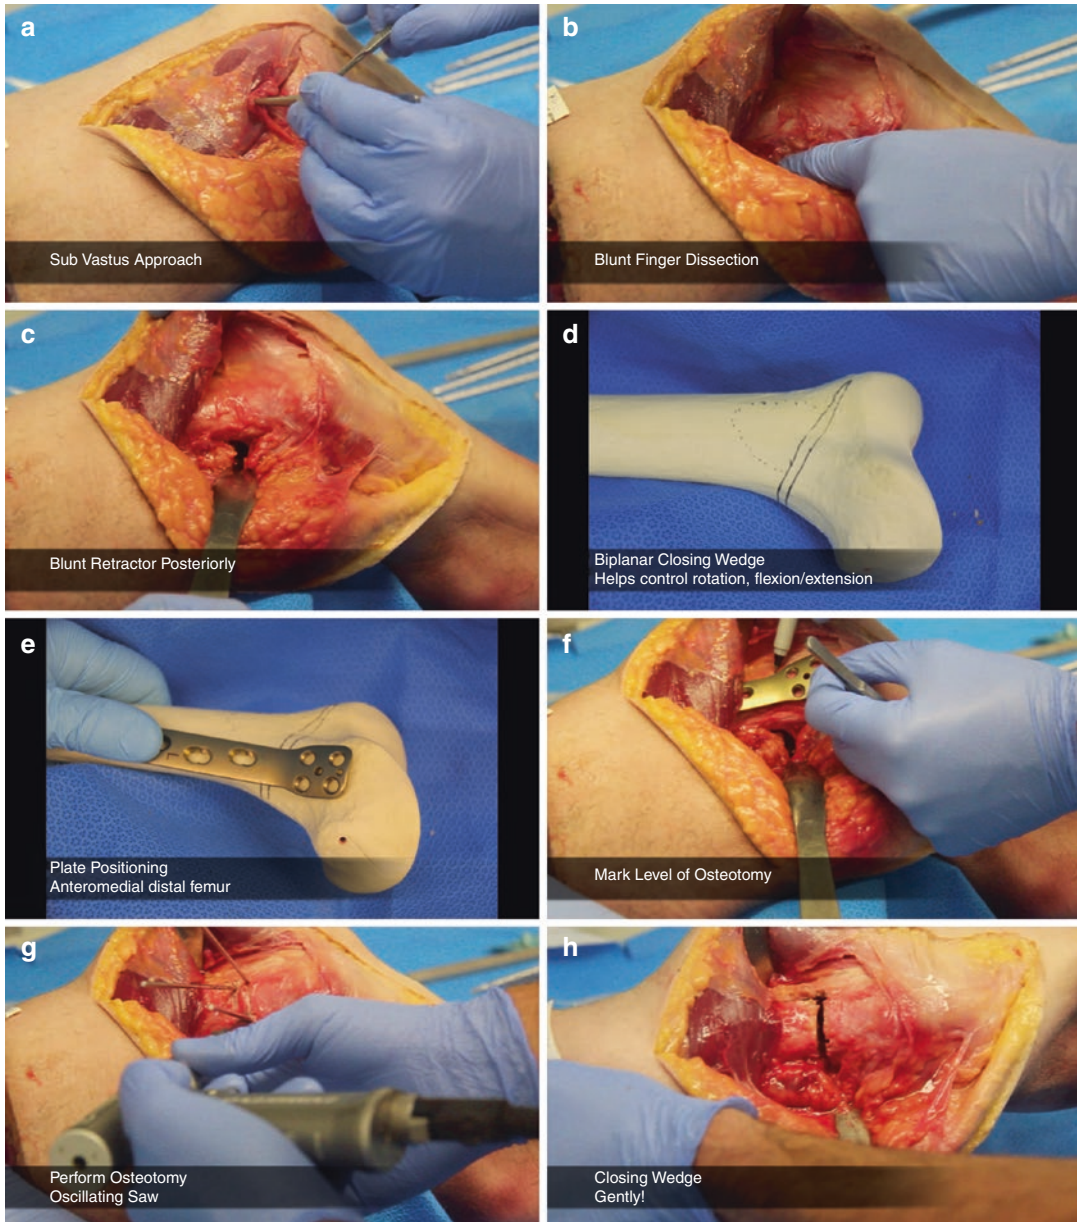 a
Sub Vastus Approach
b
Blunt Finger Dissection
c
Blunt Retractor Posteriorly
d
Biplanar Closing Wedge
Helps control rotation, flexion/extension
e
L
Plate Positioning
Anteromedial distal femur
f
Mark Level of Osteotomy
g
Perform Osteotomy
Oscillating Saw
h
Closing Wedge
Gently!